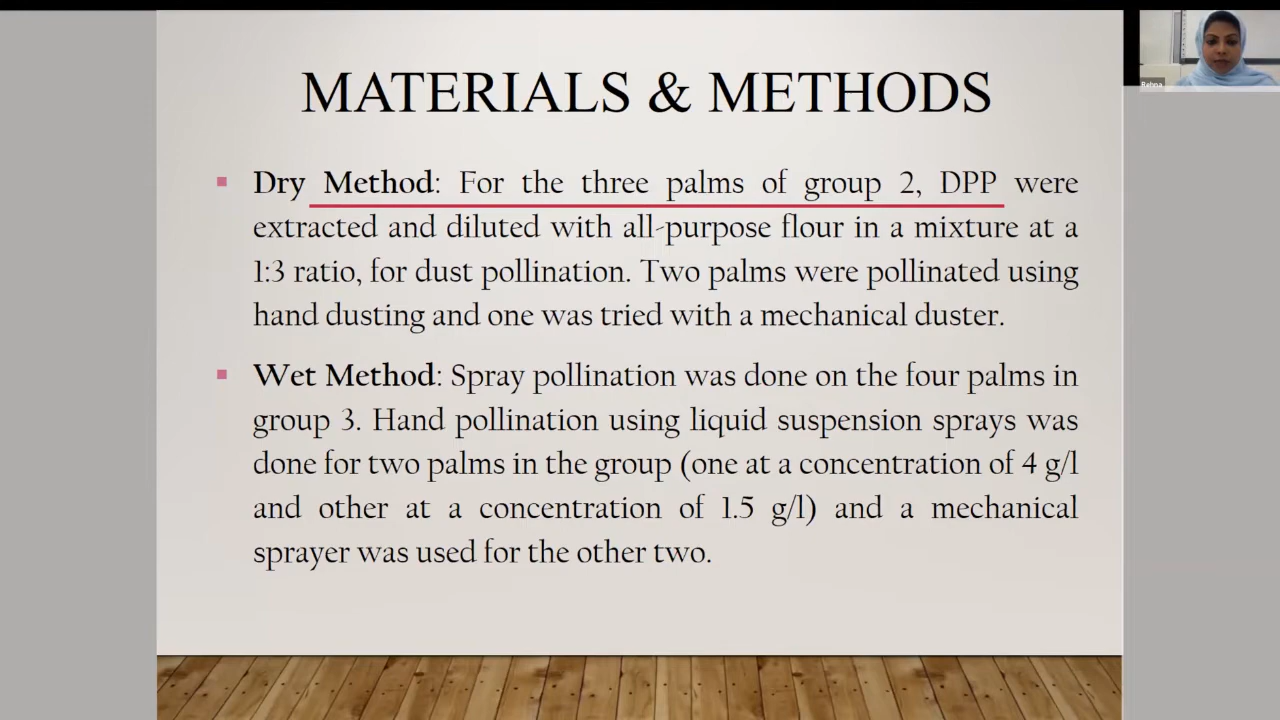 MATERIALS & METHODS
Dry Method: For the three palms of group 2, DPP were
extracted and diluted with all-purpose flour in a mixture at a
1:3 ratio, for dust pollination. Two palms were pollinated using
hand dusting and one was tried with a mechanical duster.
Wet Method: Spray pollination was done on the four palms in
group 3. Hand pollination using liquid suspension sprays was
done for two palms in the group (one at a concentration of 4 g/l
and other at a concentration of 1.5 g/l) and a mechanical
sprayer was used for the other two.
Rehna